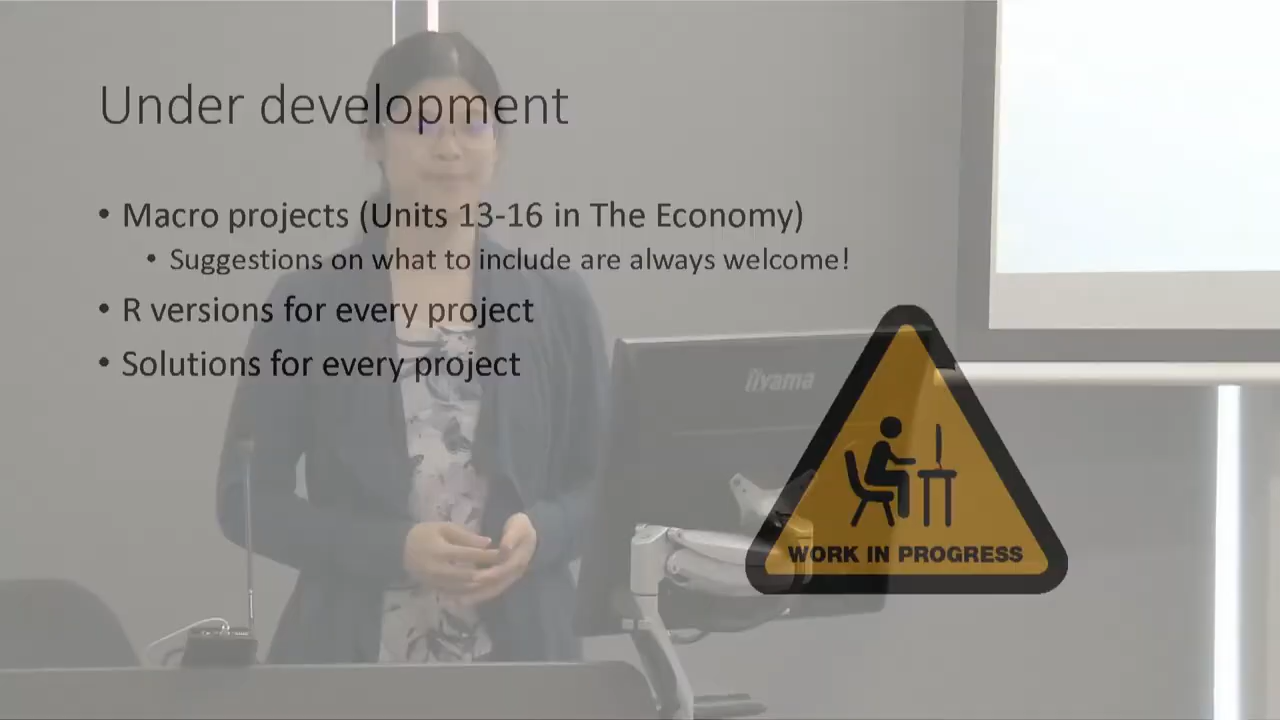 Under development
• Macro projects (Units 13-16 in The Economy)
• Suggestions on what to include are always welcome!
• R versions for every project
• Solutions for every project
iiyama
WORK IN PROGRESS